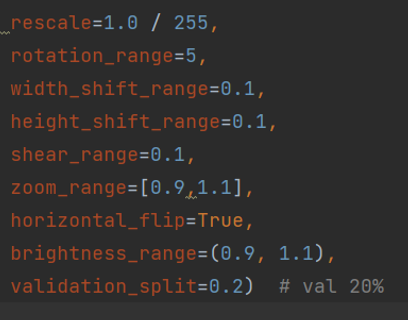 rescale=1.0 / 255,
rotation_range=5,
width_shift_range=0.1,
height_shift_range=0.1,
shear_range=0.1,
zoom_range=[0.9,1.1],
horizontal_flip=True,
brightness_range=(0.9, 1.1),
validation_split=0.2)  # val 20%